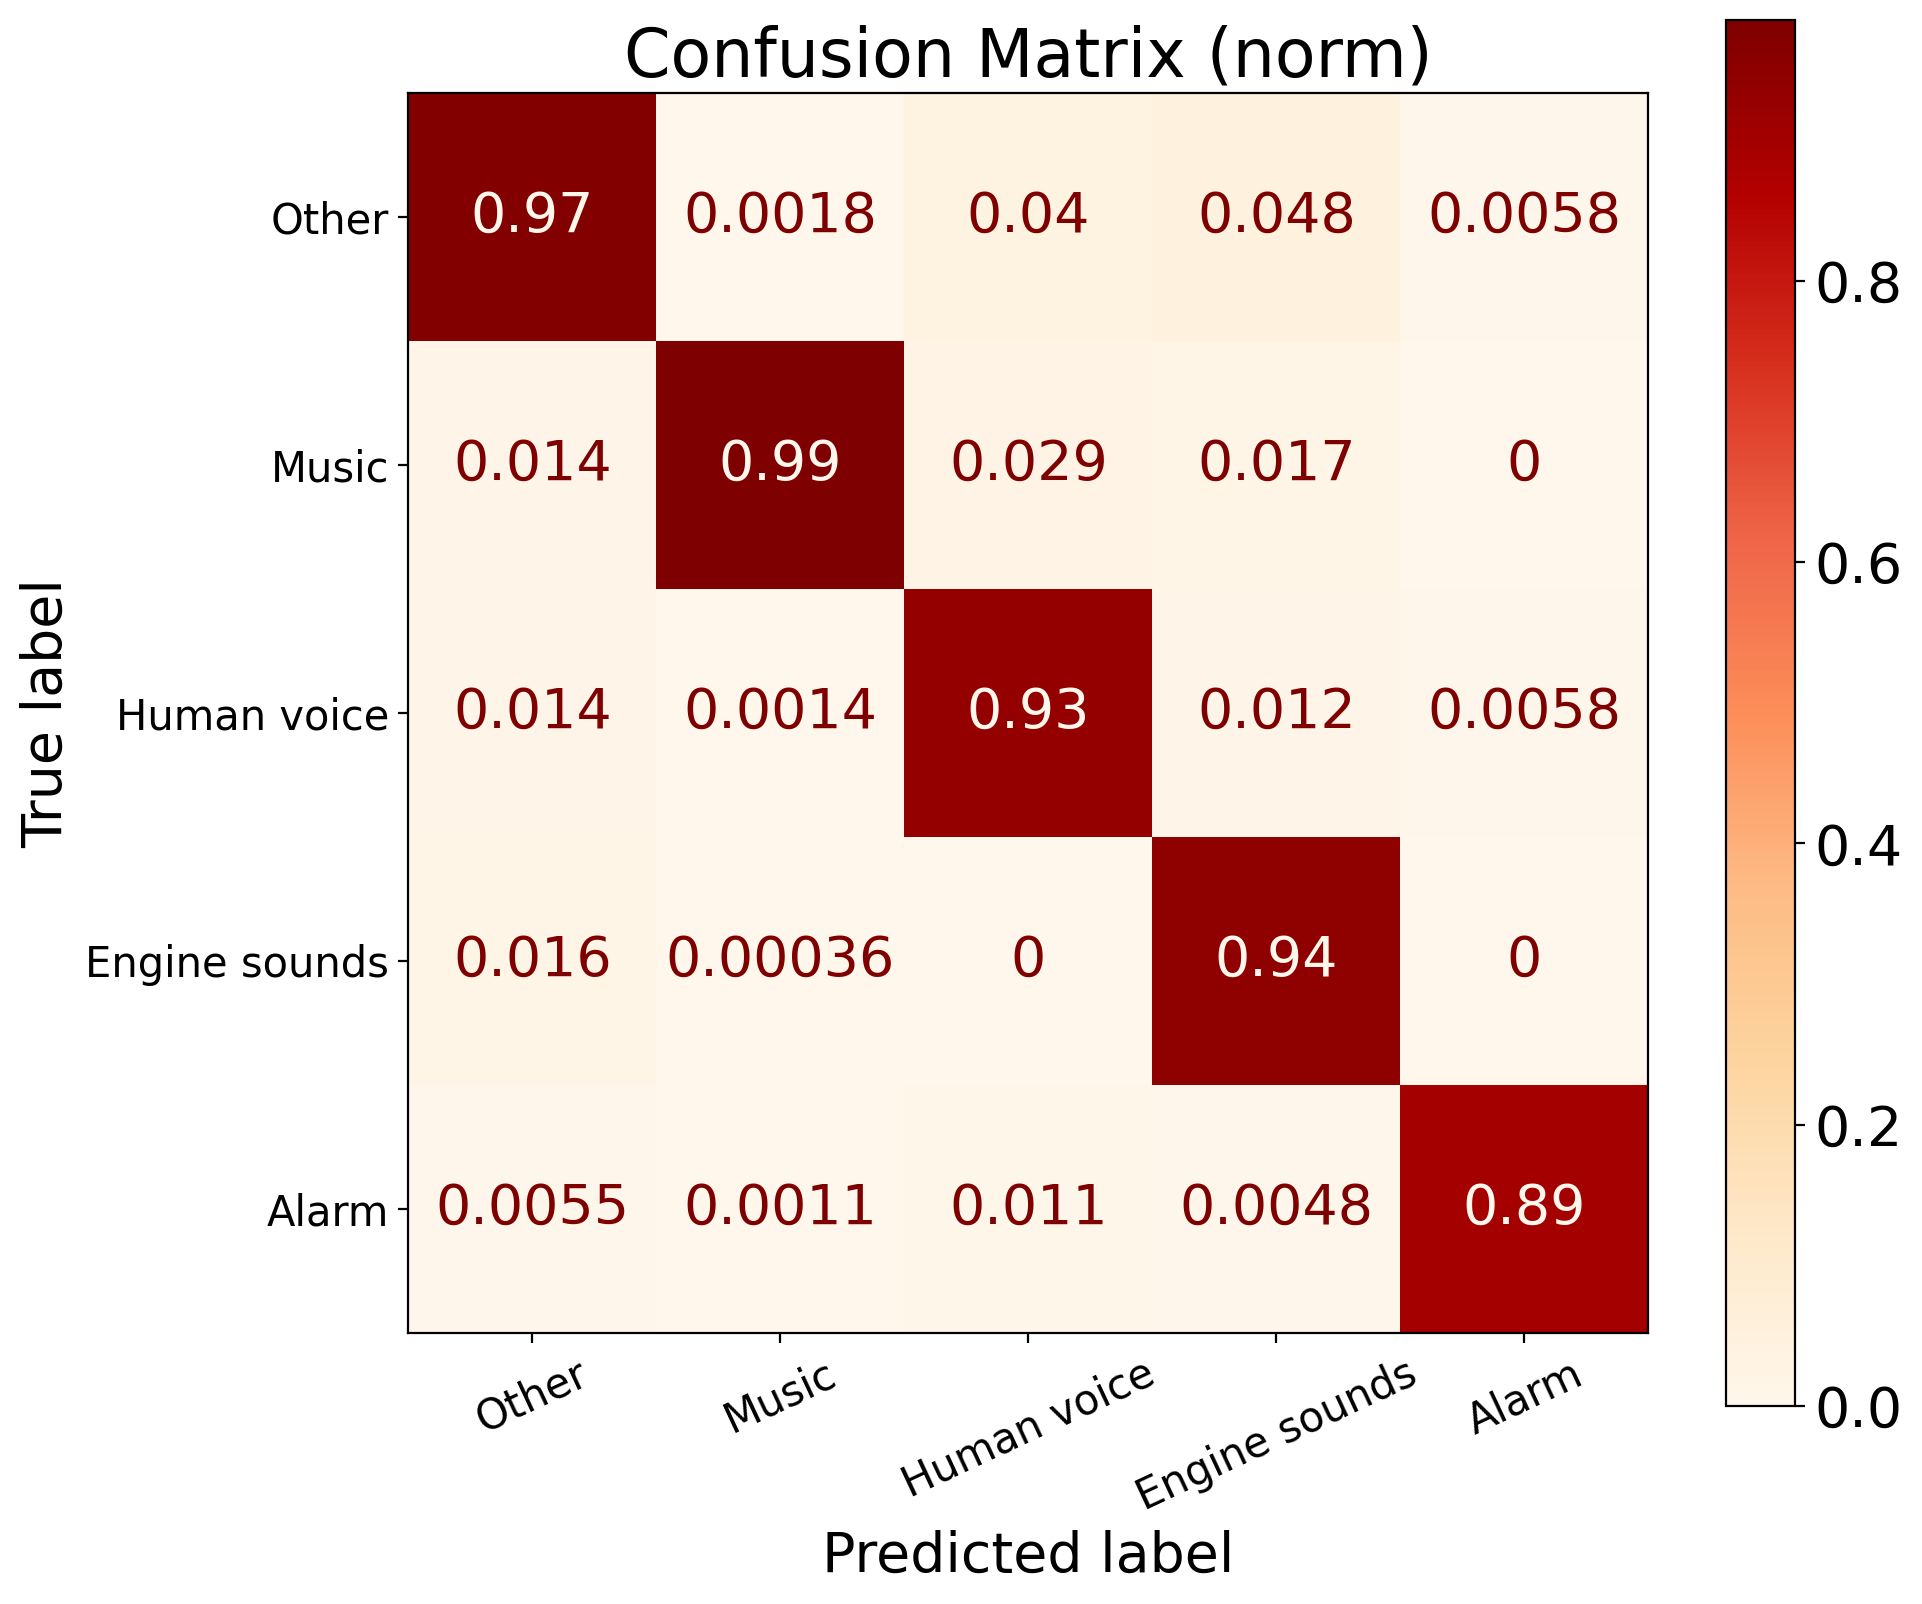 Confusion Matrix (norm)
True label
Other
0.97 0.0018 0.04 0.048 0.0058
Music
0.014 0.99 0.029 0.017 0
Human voice
0.014 0.0014 0.93 0.012 0.0058
Engine sounds
0.016 0.00036 0 0.94 0
Alarm
0.0055 0.0011 0.011 0.0048 0.89
Other Music Human voice Engine sounds Alarm
Predicted label
0.8
0.6
0.4
0.2
0.0